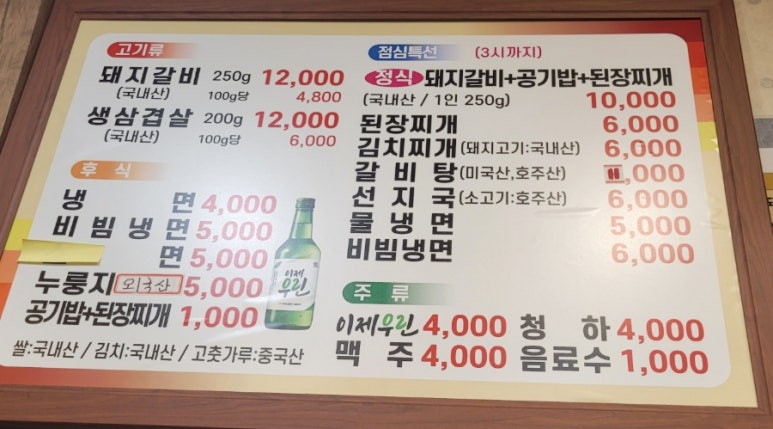 고기류
돼지갈비 250g 12,000
(국내산) 100g당 4,800
생삼겹살 200g 12,000
(국내산) 100g당 6,000
후식
냉면 4,000
비빔냉면 5,000
면 5,000
누룽지 외국산 5,000
공기밥+된장찌개 1,000
쌀:국내산 / 김치:국내산 / 고춧가루:중국산
이제우린
점심특선 (3시까지)
정식 돼지갈비+공기밥+된장찌개
(국내산 / 1인 250g) 10,000
된장찌개 6,000
김치찌개 (돼지고기:국내산) 6,000
갈비탕 (미국산,호주산) ,000
선지국 (소고기:호주산) 6,000
물냉면 5,000
비빔냉면 6,000
주류
이제우린 4,000 청하 4,000
맥주 4,000 음료수 1,000